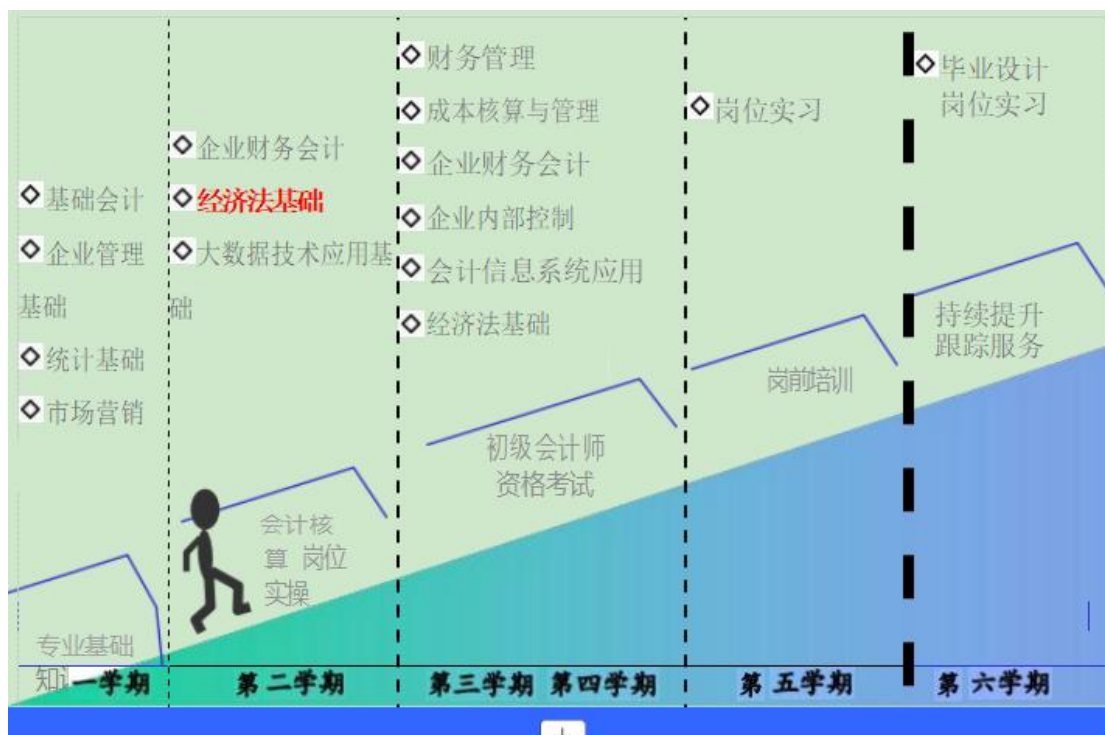 基础会计
企业管理
基础
统计基础
市场营销
专业基础
知
一学期
企业财务会计
经济法基础
大数据技术应用基
础
会计核
算 岗位
实操
第二学期
财务管理
成本核算与管理
企业财务会计
企业内部控制
会计信息系统应用
经济法基础
初级会计师
资格考试
第三学期 第四学期
岗位实习
岗前培训
第五学期
毕业设计
岗位实习
持续提升
跟踪服务
第六学期